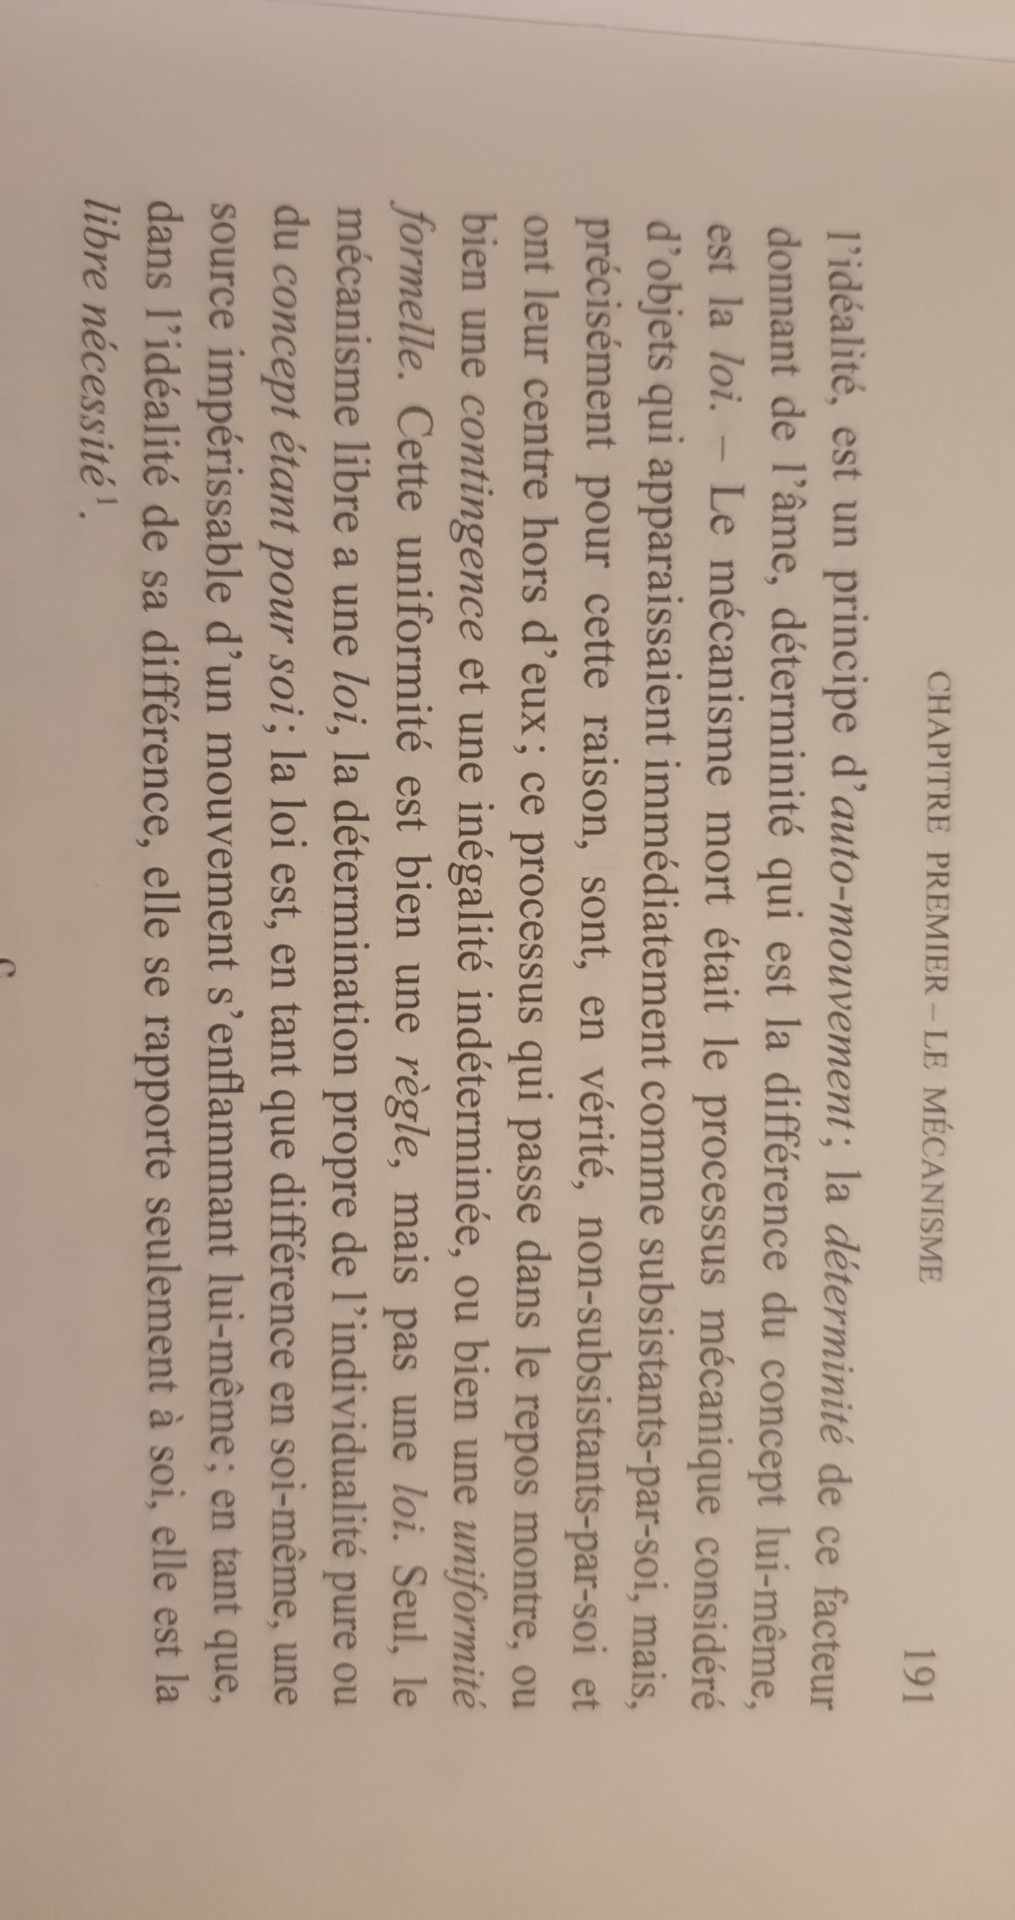 CHAPITRE PREMIER – LE MÉCANISME 191
l'idéalité, est un principe d'auto-mouvement ; la déterminité de ce facteur
donnant de l'âme, déterminité qui est la différence du concept lui-même,
est la loi. – Le mécanisme mort était le processus mécanique considéré
d'objets qui apparaissaient immédiatement comme subsistants-par-soi, mais,
précisément pour cette raison, sont, en vérité, non-subsistants-par-soi et
ont leur centre hors d'eux ; ce processus qui passe dans le repos montre, ou
bien une contingence et une inégalité indéterminée, ou bien une uniformité
formelle. Cette uniformité est bien une règle, mais pas une loi. Seul, le
mécanisme libre a une loi, la détermination propre de l'individualité pure ou
du concept étant pour soi ; la loi est, en tant que différence en soi-même, une
source impérissable d'un mouvement s'enflammant lui-même ; en tant que,
dans l'idéalité de sa différence, elle se rapporte seulement à soi, elle est la
libre nécessité¹.